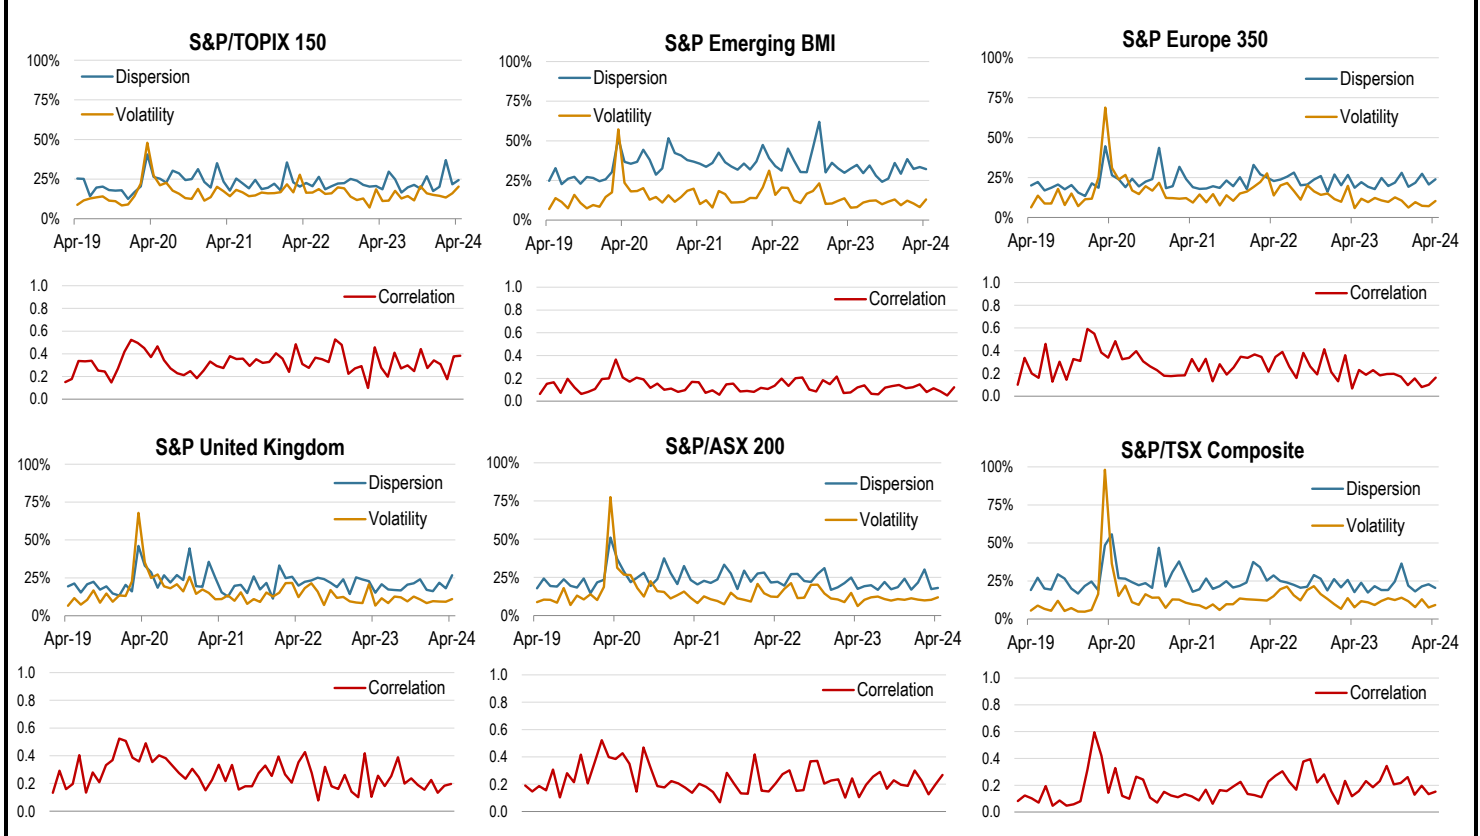 S&P/TOPIX 150
100%
Dispersion
75%
Volatility
50%
25%
0%
Apr-19 Apr-20 Apr-21 Apr-22 Apr-23 Apr-24
1.0
Correlation
0.8
0.6
0.4
0.2
0.0
S&P Emerging BMI
100%
Dispersion
75%
Volatility
50%
25%
0%
Apr-19 Apr-20 Apr-21 Apr-22 Apr-23 Apr-24
1.0
Correlation
0.8
0.6
0.4
0.2
0.0
S&P Europe 350
100%
Dispersion
75%
Volatility
50%
25%
0%
Apr-19 Apr-20 Apr-21 Apr-22 Apr-23 Apr-24
1.0
Correlation
0.8
0.6
0.4
0.2
0.0
S&P United Kingdom
100%
Dispersion
75%
Volatility
50%
25%
0%
Apr-19 Apr-20 Apr-21 Apr-22 Apr-23 Apr-24
1.0
Correlation
0.8
0.6
0.4
0.2
0.0
S&P/ASX 200
100%
Dispersion
75%
Volatility
50%
25%
0%
Apr-19 Apr-20 Apr-21 Apr-22 Apr-23 Apr-24
1.0
Correlation
0.8
0.6
0.4
0.2
0.0
S&P/TSX Composite
100%
Dispersion
75%
Volatility
50%
25%
0%
Apr-19 Apr-20 Apr-21 Apr-22 Apr-23 Apr-24
1.0
Correlation
0.8
0.6
0.4
0.2
0.0